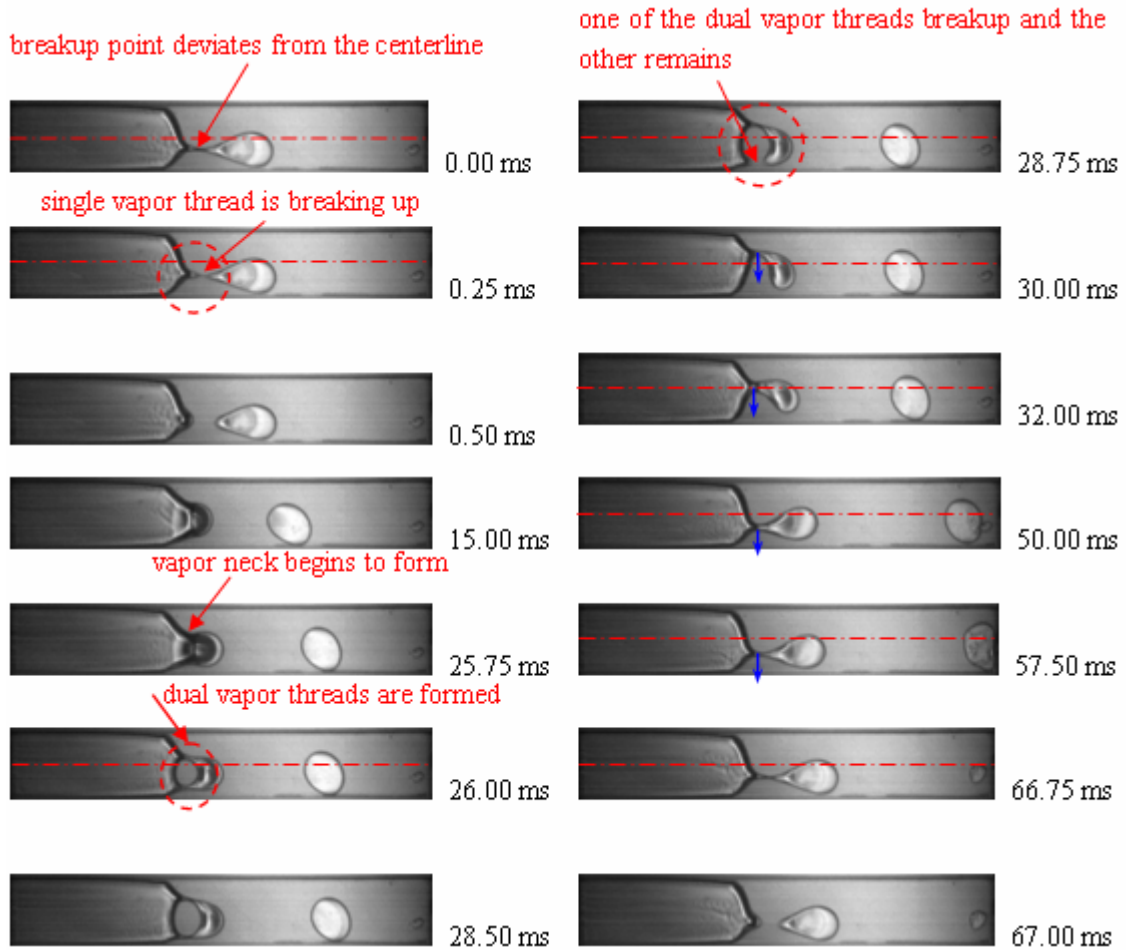 breakup point deviates from the centerline
0.00 ms
single vapor thread is breaking up
0.25 ms
0.50 ms
15.00 ms
vapor neck begins to form
25.75 ms
dual vapor threads are formed
26.00 ms
28.50 ms
one of the dual vapor threads breakup and the
other remains
28.75 ms
30.00 ms
32.00 ms
50.00 ms
57.50 ms
66.75 ms
67.00 ms